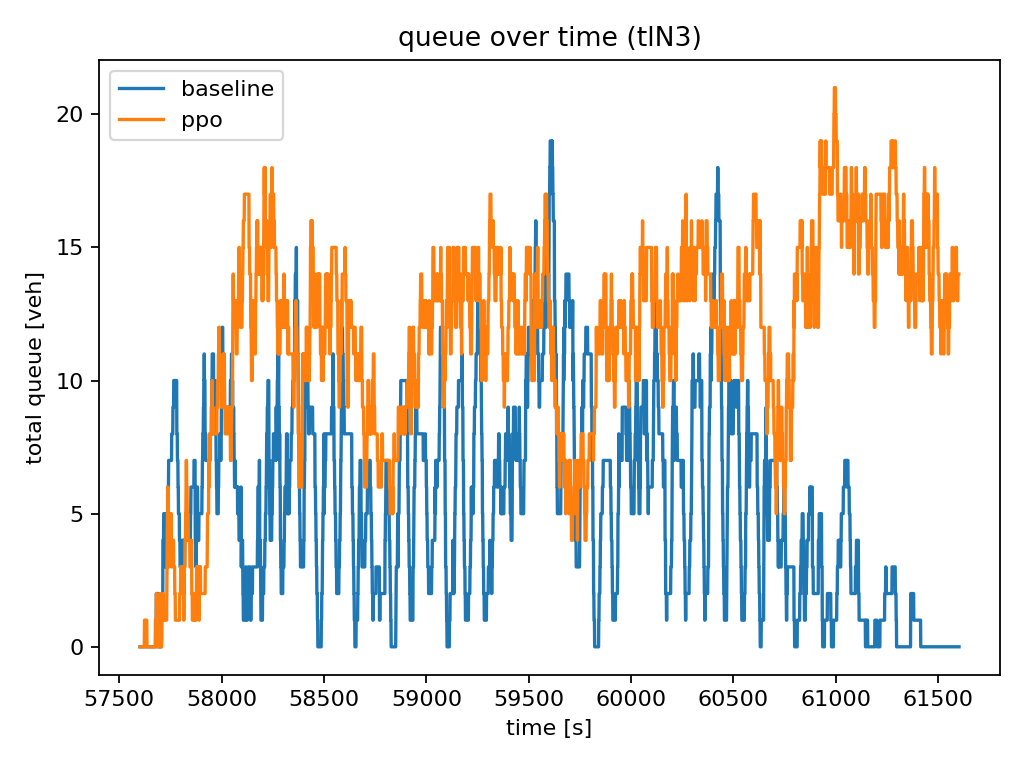 queue over time (tlN3)
baseline
ppo
total queue [veh]
20
15
10
5
0
57500 58000 58500 59000 59500 60000 60500 61000 61500
time [s]